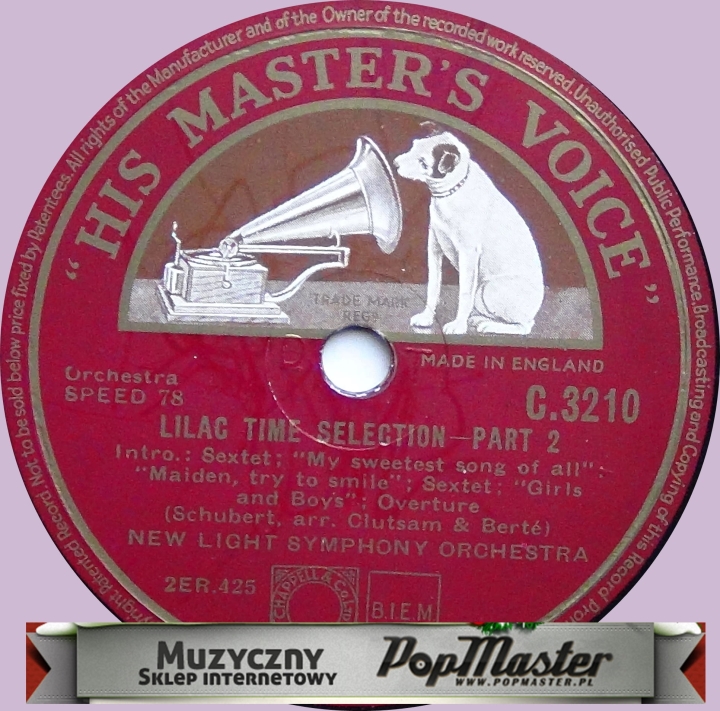 Copyright Patented Record. Not to be sold below price fixed by Patentees. All rights of the Manufacturer and of the Owner of the recorded work reserved. Unauthorised Public Performance, Broadcasting and Copying of this Record
"HIS MASTER'S VOICE"
TRADE MARK
REGD
MADE IN ENGLAND
Orchestra
SPEED 78
C.3210
LILAC TIME SELECTION—PART 2
Intro.: Sextet; "My sweetest song of all";
"Maiden, try to smile"; Sextet; "Girls
and Boys"; Overture
(Schubert, arr. Clutsam & Berté)
NEW LIGHT SYMPHONY ORCHESTRA
2ER.425
CHAPPELL & Co Ltd
B.I.E.M
MUZYCZNY
SKLEP INTERNETOWY
PopMaster
WWW.POPMASTER.PL